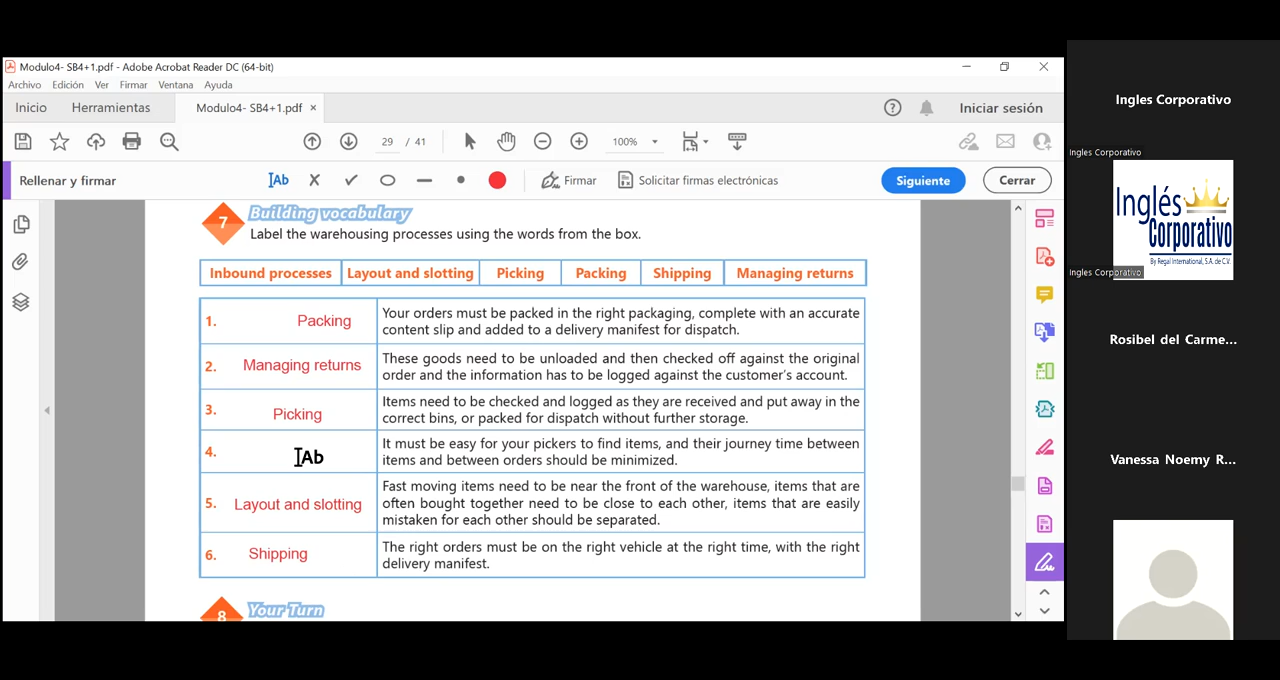 Modulo4- SB4+1.pdf - Adobe Acrobat Reader DC (64-bit)
Archivo Edición Ver Firmar Ventana Ayuda
Inicio Herramientas Modulo4- SB4+1.pdf × Iniciar sesión
29 / 41 100%
Rellenar y firmar Ab Firmar Solicitar firmas electrónicas Siguiente Cerrar
7 Building vocabulary
Label the warehousing processes using the words from the box.
Inbound processes Layout and slotting Picking Packing Shipping Managing returns
1. Packing Your orders must be packed in the right packaging, complete with an accurate
content slip and added to a delivery manifest for dispatch.
2. Managing returns These goods need to be unloaded and then checked off against the original
order and the information has to be logged against the customer's account.
3. Picking Items need to be checked and logged as they are received and put away in the
correct bins, or packed for dispatch without further storage.
4. Ab It must be easy for your pickers to find items, and their journey time between
items and between orders should be minimized.
5. Layout and slotting Fast moving items need to be near the front of the warehouse, items that are
often bought together need to be close to each other, items that are easily
mistaken for each other should be separated.
6. Shipping The right orders must be on the right vehicle at the right time, with the right
delivery manifest.
8 Your Turn
Ingles Corporativo
Ingles Corporativo
Inglés
Corporativo
By Regal International, S.A. de C.V.
Ingles Corporativo
Rosibel del Carme...
Vanessa Noemy R...